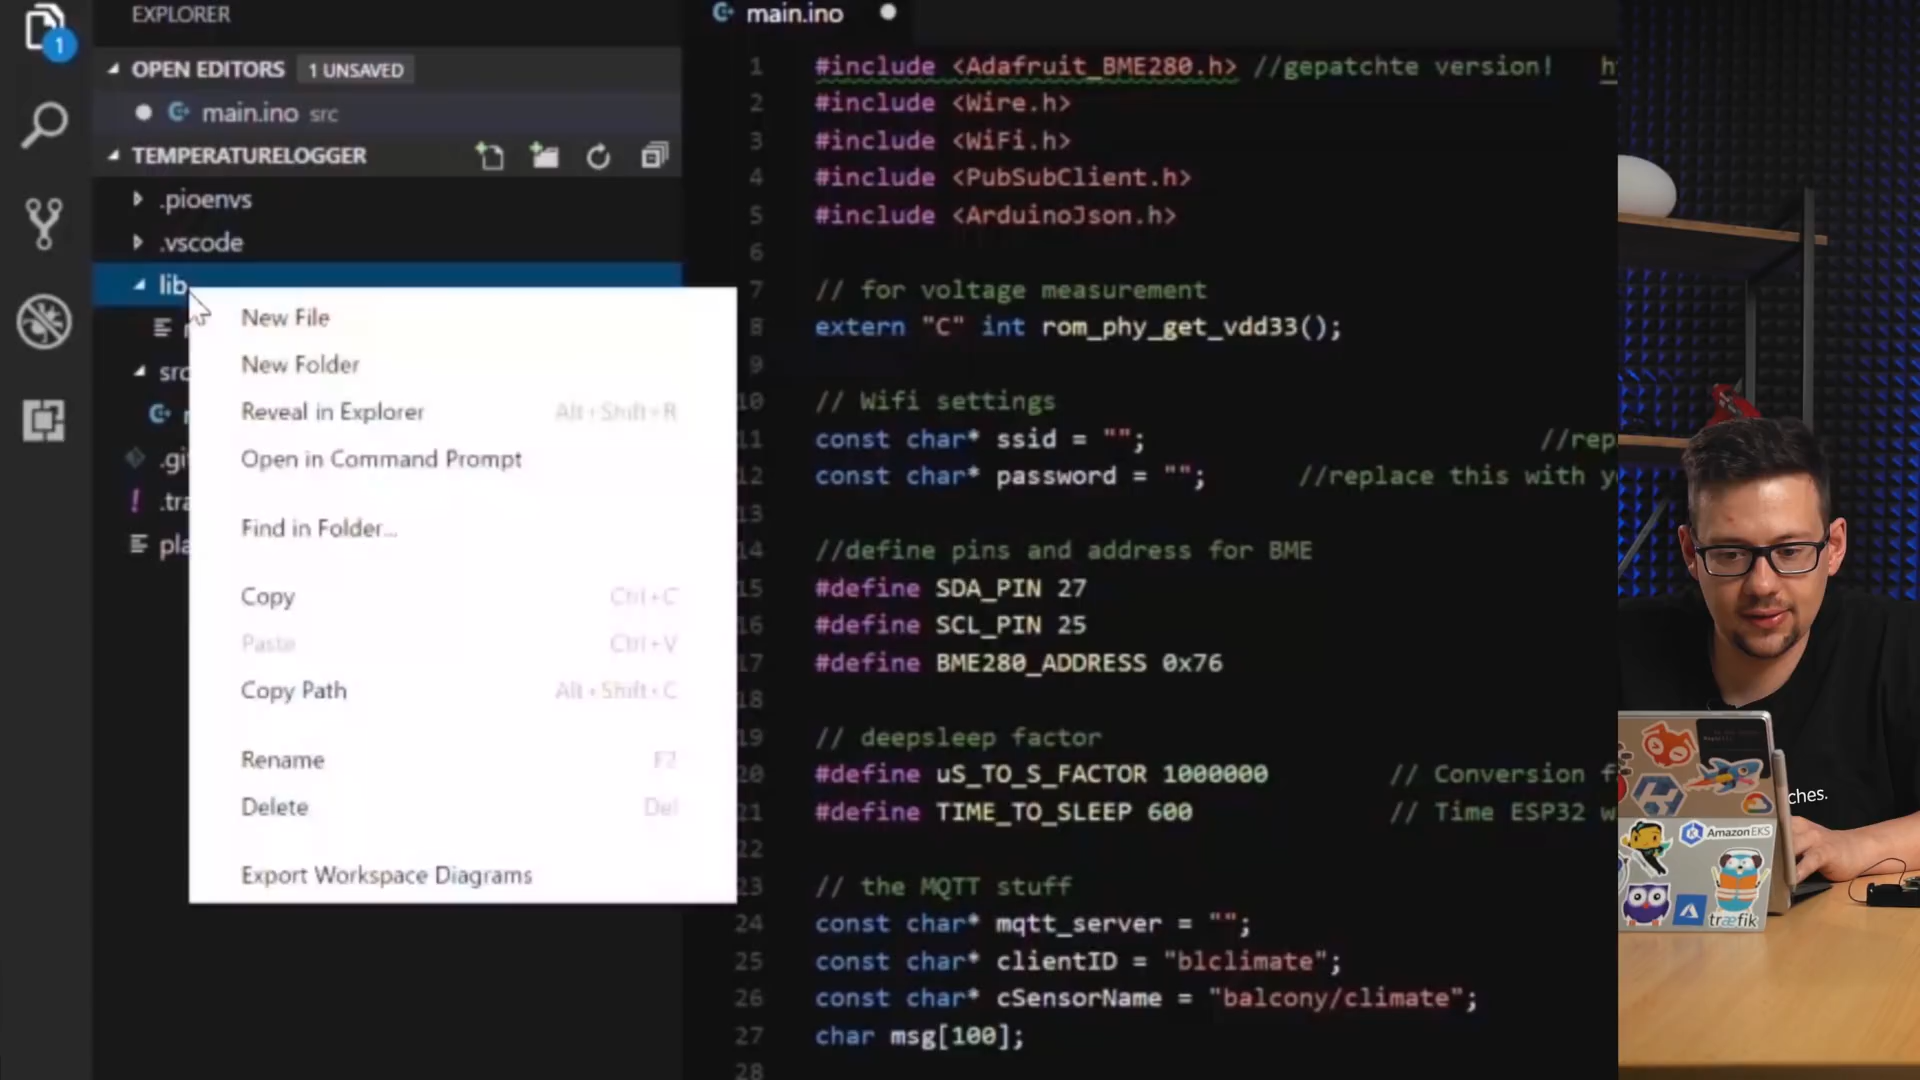 EXPLORER
1
OPEN EDITORS 1 UNSAVED
main.ino src
TEMPERATURELOGGER
.pioenvs
.vscode
lib
src
New File
New Folder
Reveal in Explorer Alt+Shift+R
Open in Command Prompt
Find in Folder...
Copy Ctrl+C
Paste Ctrl+V
Copy Path Alt+Shift+C
Rename F2
Delete Del
Export Workspace Diagrams
main.ino
1 #include <Adafruit_BME280.h> //gepatchte version!
2 #include <Wire.h>
3 #include <WiFi.h>
4 #include <PubSubClient.h>
5 #include <ArduinoJson.h>
6
7 // for voltage measurement
8 extern "C" int rom_phy_get_vdd33();
9
10 // Wifi settings
11 const char* ssid = ""; //rep
12 const char* password = ""; //replace this with y
13
14 //define pins and address for BME
15 #define SDA_PIN 27
16 #define SCL_PIN 25
17 #define BME280_ADDRESS 0x76
18
19 // deepsleep factor
20 #define uS_TO_S_FACTOR 1000000 // Conversion f
21 #define TIME_TO_SLEEP 600 // Time ESP32 w
22
23 // the MQTT stuff
24 const char* mqtt_server = "";
25 const char* clientID = "blclimate";
26 const char* cSensorName = "balcony/climate";
27 char msg[100];
28
ches.
Amazon EKS
træfik